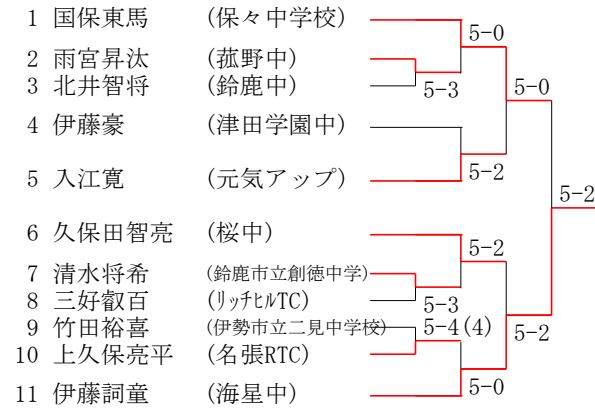 1 国保東馬 (保々中学校)
5-0
2 雨宮昇汰 (菰野中)
5-0
3 北井智将 (鈴鹿中)
5-3
4 伊藤豪 (津田学園中)
5-2
5 入江寛 (元気アップ)
5-2
6 久保田智亮 (桜中)
5-2
7 清水将希 (鈴鹿市立創徳中学)
8 三好叡百 (リッチヒルTC)
5-3
9 竹田裕喜 (伊勢市立二見中学校)
5-4(4)
5-2
10 上久保亮平 (名張RTC)
11 伊藤詞童 (海星中)
5-0